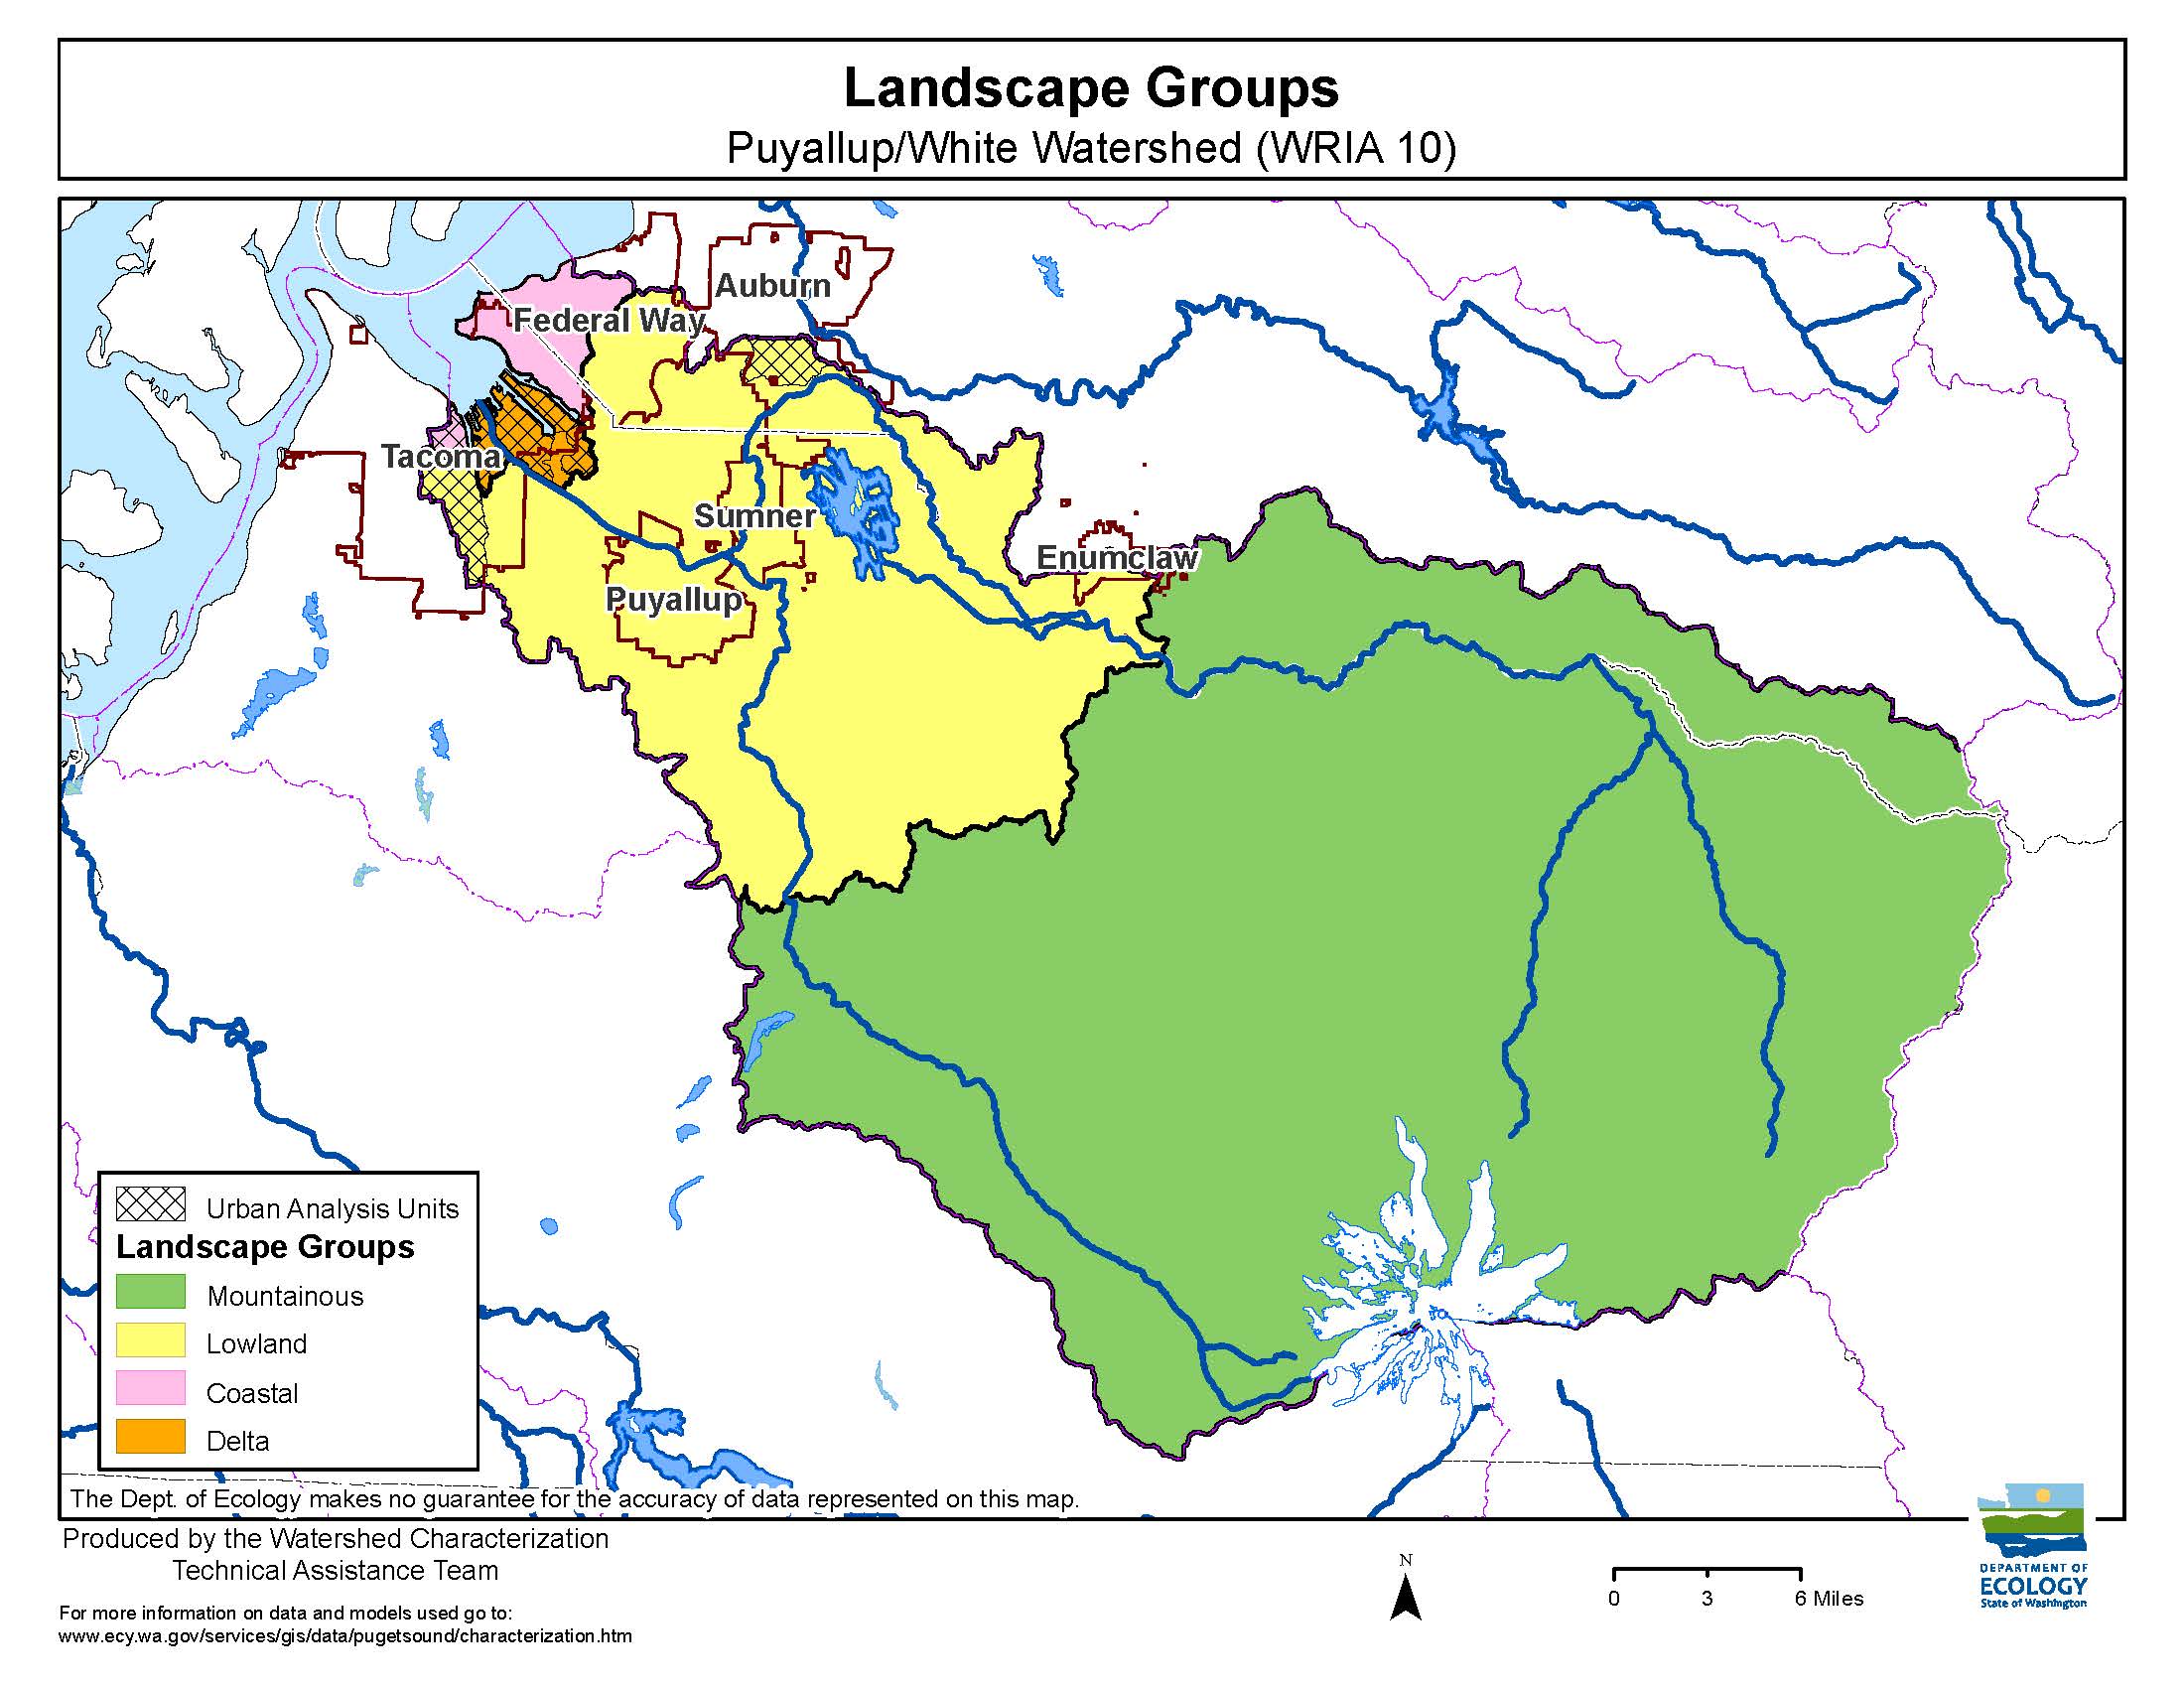 Landscape Groups
Puyallup/White Watershed (WRIA 10)
Auburn
Federal Way
Tacoma
Sumner
Enumclaw
Puyallup
Urban Analysis Units
Landscape Groups
Mountainous
Lowland
Coastal
Delta
The Dept. of Ecology makes no guarantee for the accuracy of data represented on this map.
Produced by the Watershed Characterization
Technical Assistance Team
For more information on data and models used go to:
www.ecy.wa.gov/services/gis/data/pugetsound/characterization.htm
N
0 3 6 Miles
DEPARTMENT OF
ECOLOGY
State of Washington